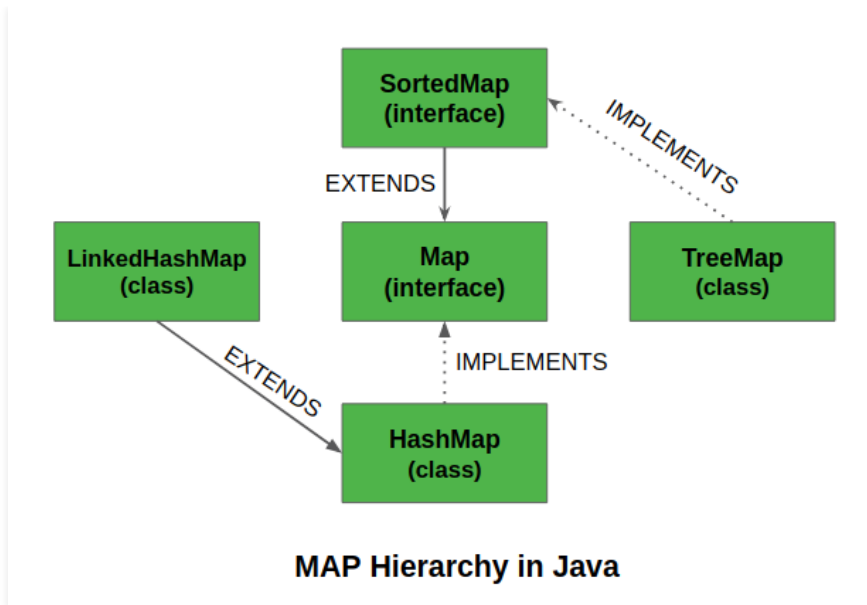 SortedMap
(interface)
IMPLEMENTS
EXTENDS
LinkedHashMap
(class)
Map
(interface)
TreeMap
(class)
EXTENDS
IMPLEMENTS
HashMap
(class)
MAP Hierarchy in Java